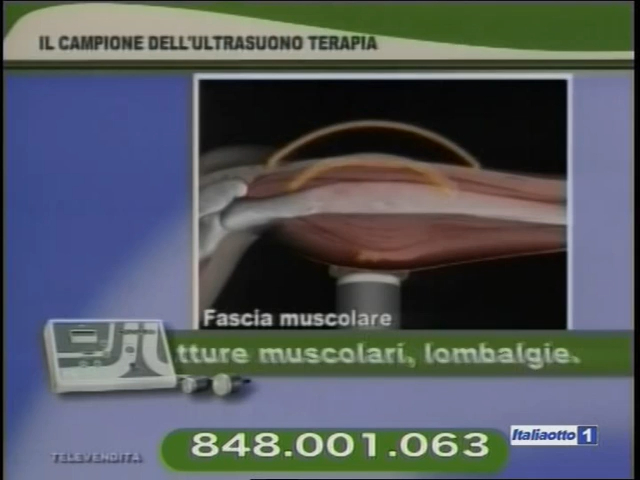 IL CAMPIONE DELL'ULTRASUONO TERAPIA
Fascia muscolare
tture muscolari, lombalgie.
848.001.063
Italiaotto 1
TELEVENDITA